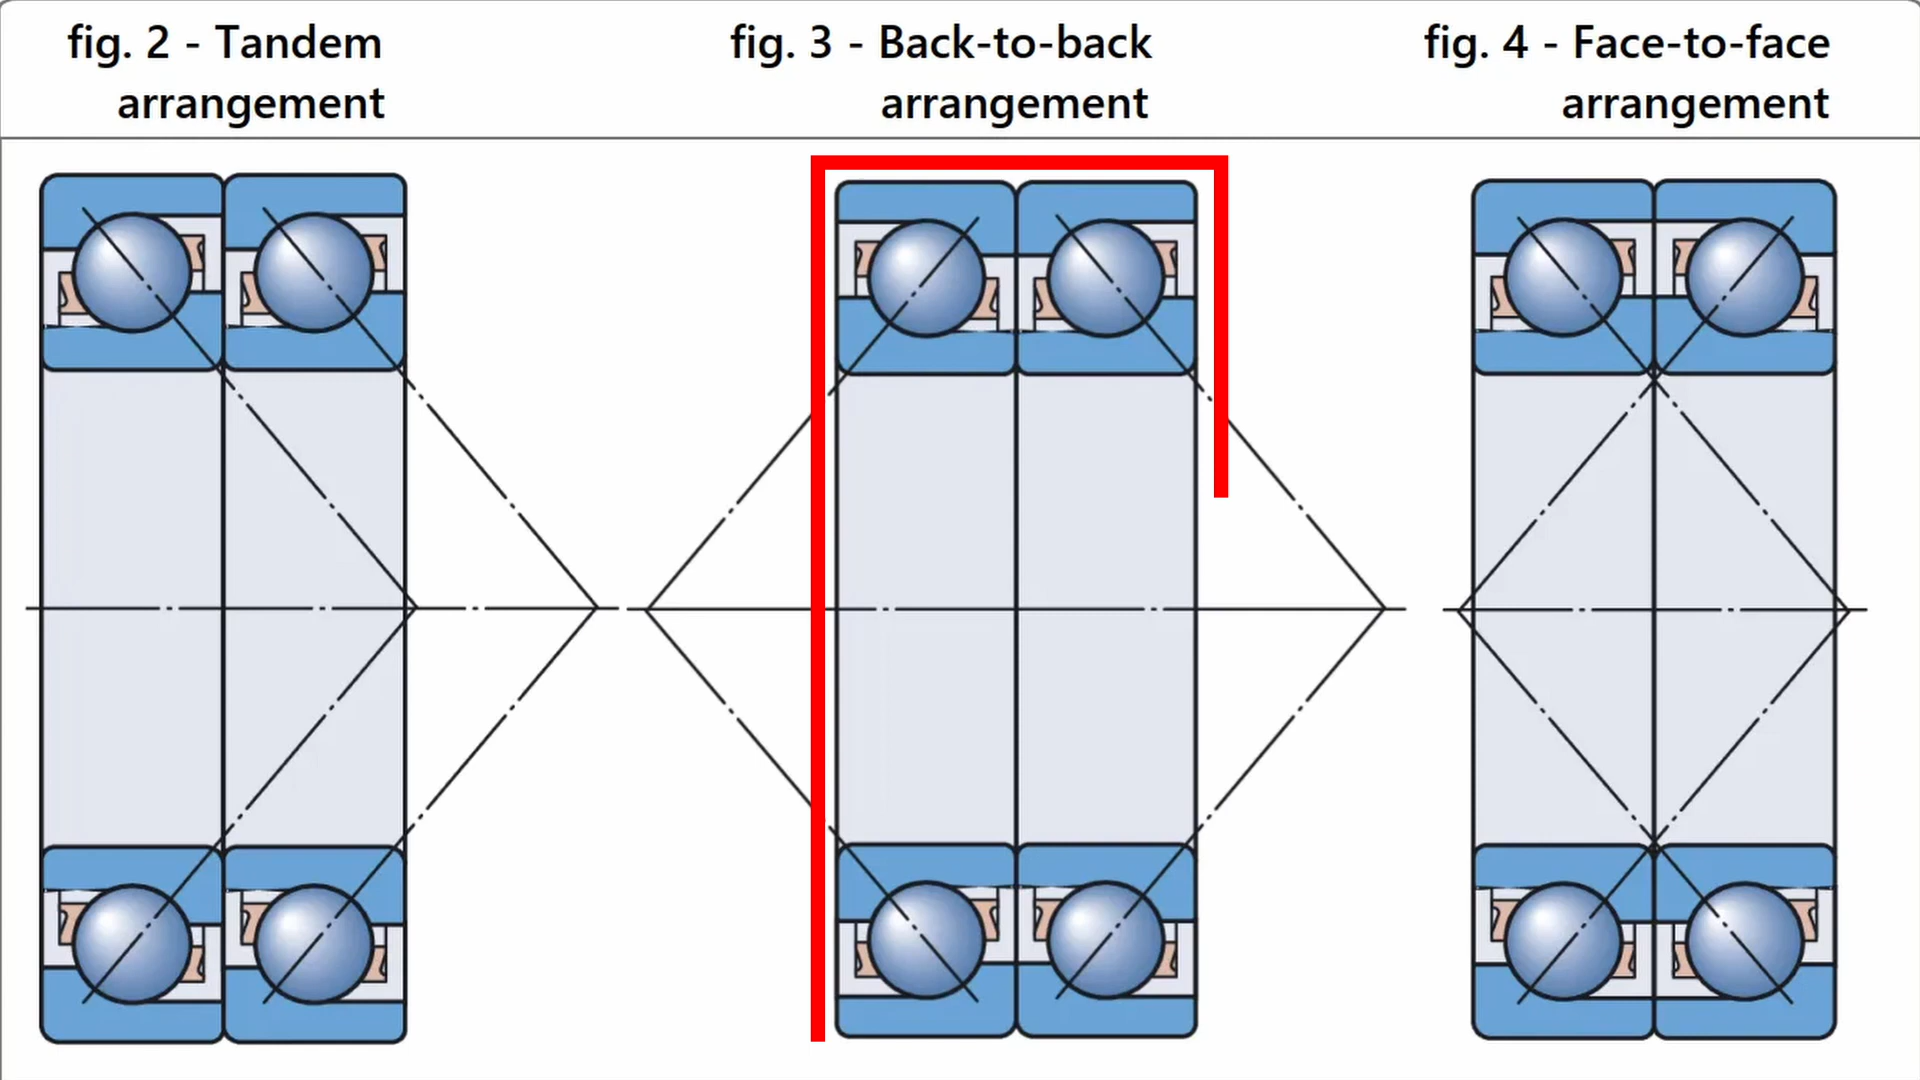 fig. 2 - Tandem
arrangement
fig. 3 - Back-to-back
arrangement
fig. 4 - Face-to-face
arrangement